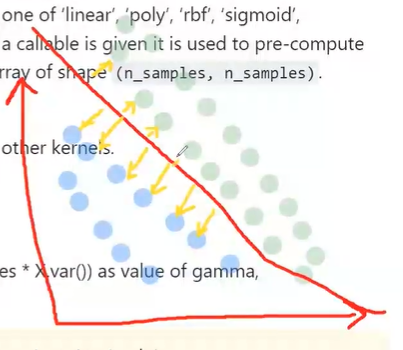 one of ‘linear’, ‘poly’, ‘rbf’, ‘sigmoid’,
a callable is given it is used to pre-compute
array of shape (n_samples, n_samples).
other kernels.
es * X.var()) as value of gamma,